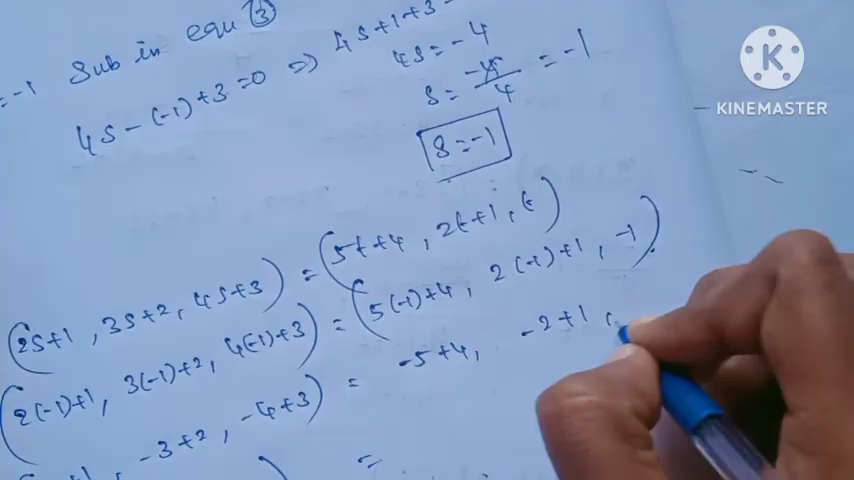 =-1 Sub in equ ③
4s-(-1)+3=0 ⇒ 4s+1+3
4s=-4
s=-4/4=-1
s=-1
(2s+1, 3s+2, 4s+3) = (5t+4, 2t+1, t)
(2(-1)+1, 3(-1)+2, 4(-1)+3) = (5(-1)+4, 2(-1)+1, -1).
, -3+2, -4+3) = -5+4, -2+1,
) =
K
KINEMASTER